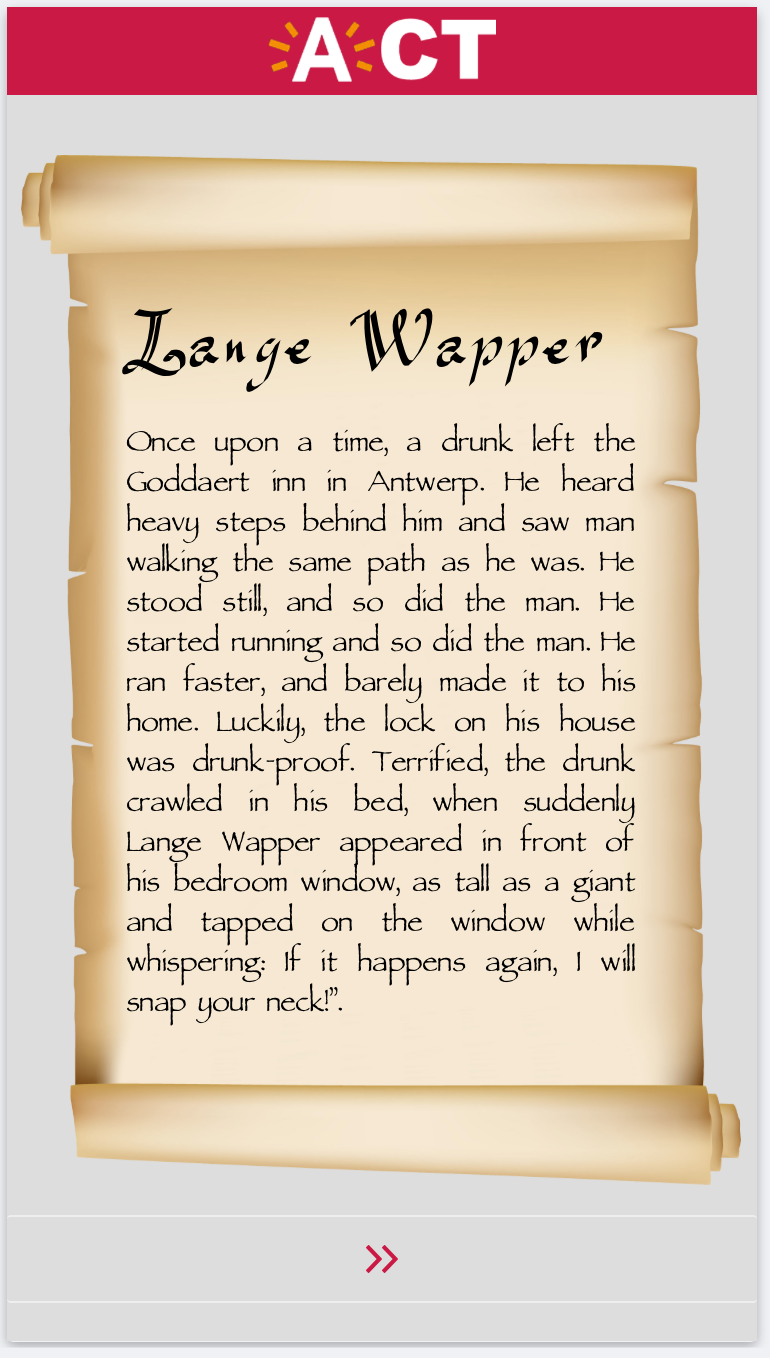 ACT
Lange Wapper
Once upon a time, a drunk left the
Goddaert inn in Antwerp. He heard
heavy steps behind him and saw man
walking the same path as he was. He
stood still, and so did the man. He
started running and so did the man. He
ran faster, and barely made it to his
home. Luckily, the lock on his house
was drunk-proof. Terrified, the drunk
crawled in his bed, when suddenly
Lange Wapper appeared in front of
his bedroom window, as tall as a giant
and tapped on the window while
whispering: If it happens again, I will
snap your neck!”.